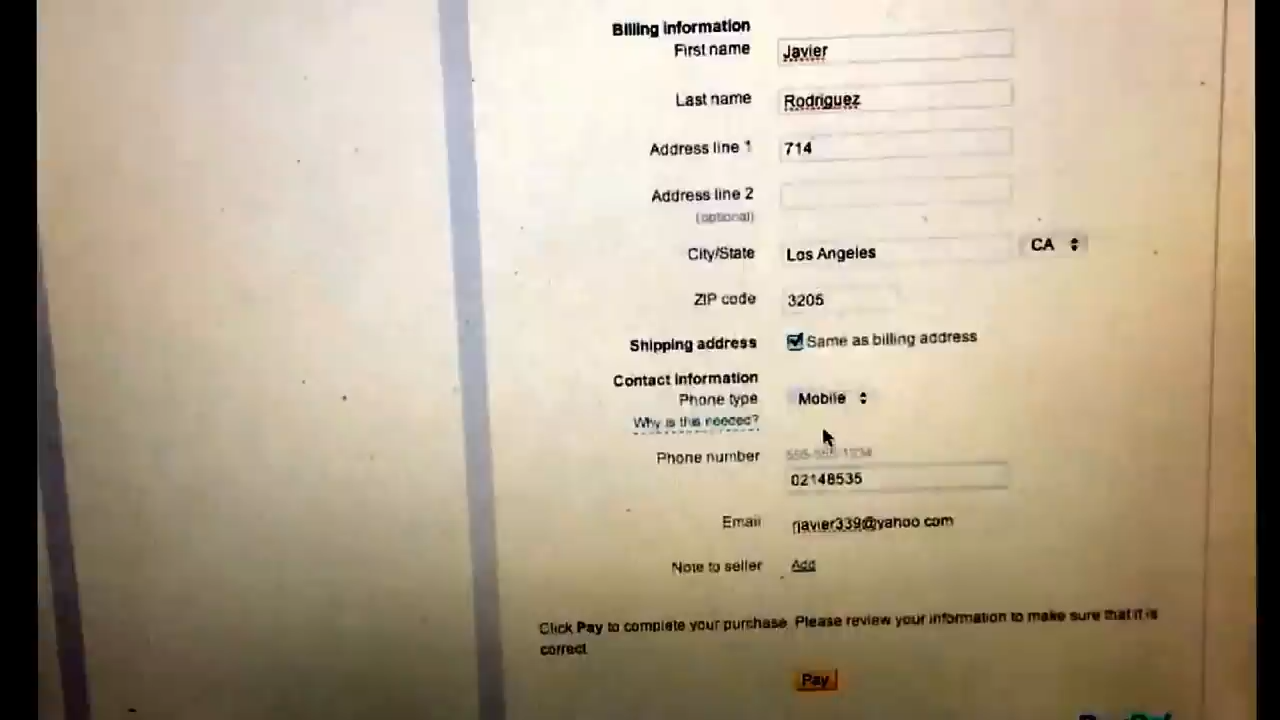 Billing information
First name Javier
Last name Rodriguez
Address line 1 714
Address line 2
(optional)
City/State Los Angeles CA
ZIP code 3205
Shipping address Same as billing address
Contact information
Phone type Mobile
Why is this needed?
Phone number
02148535
Email rjavier339@yahoo.com
Note to seller Add
Click Pay to complete your purchase. Please review your information to make sure that it is
correct.
Pay